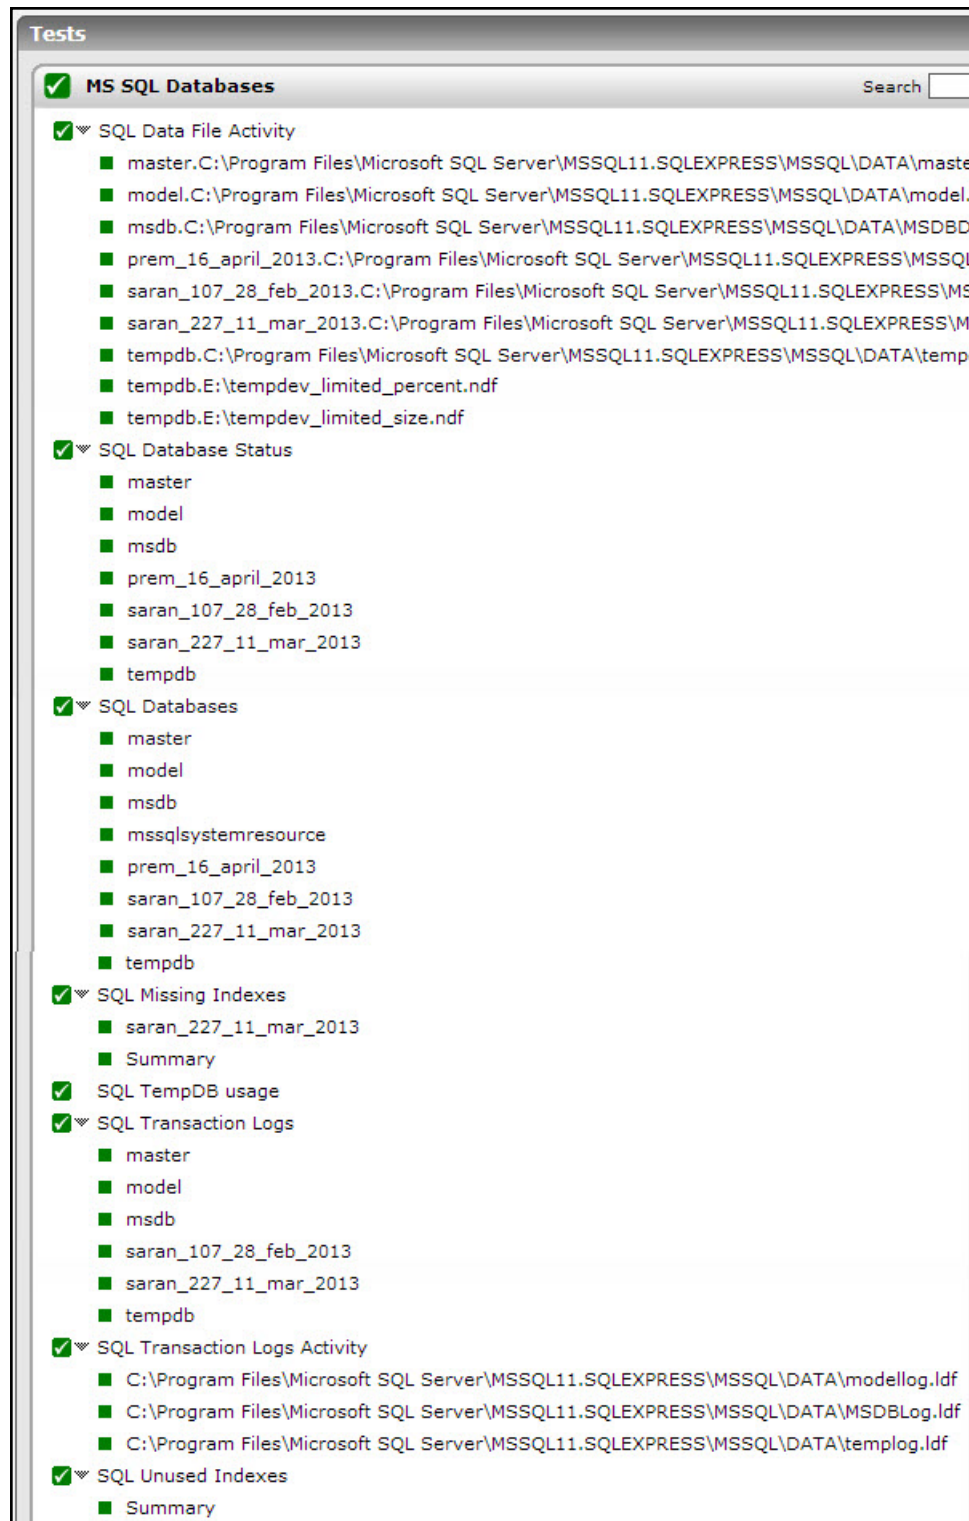 Tests
MS SQL Databases Search
SQL Data File Activity
master.C:\Program Files\Microsoft SQL Server\MSSQL11.SQLEXPRESS\MSSQL\DATA\maste
model.C:\Program Files\Microsoft SQL Server\MSSQL11.SQLEXPRESS\MSSQL\DATA\model.
msdb.C:\Program Files\Microsoft SQL Server\MSSQL11.SQLEXPRESS\MSSQL\DATA\MSDBD
prem_16_april_2013.C:\Program Files\Microsoft SQL Server\MSSQL11.SQLEXPRESS\MSSQL
saran_107_28_feb_2013.C:\Program Files\Microsoft SQL Server\MSSQL11.SQLEXPRESS\MS
saran_227_11_mar_2013.C:\Program Files\Microsoft SQL Server\MSSQL11.SQLEXPRESS\M
tempdb.C:\Program Files\Microsoft SQL Server\MSSQL11.SQLEXPRESS\MSSQL\DATA\temp
tempdb.E:\tempdev_limited_percent.ndf
tempdb.E:\tempdev_limited_size.ndf
SQL Database Status
master
model
msdb
prem_16_april_2013
saran_107_28_feb_2013
saran_227_11_mar_2013
tempdb
SQL Databases
master
model
msdb
mssqlsystemresource
prem_16_april_2013
saran_107_28_feb_2013
saran_227_11_mar_2013
tempdb
SQL Missing Indexes
saran_227_11_mar_2013
Summary
SQL TempDB usage
SQL Transaction Logs
master
model
msdb
saran_107_28_feb_2013
saran_227_11_mar_2013
tempdb
SQL Transaction Logs Activity
C:\Program Files\Microsoft SQL Server\MSSQL11.SQLEXPRESS\MSSQL\DATA\modellog.ldf
C:\Program Files\Microsoft SQL Server\MSSQL11.SQLEXPRESS\MSSQL\DATA\MSDBLog.ldf
C:\Program Files\Microsoft SQL Server\MSSQL11.SQLEXPRESS\MSSQL\DATA\templog.ldf
SQL Unused Indexes
Summary